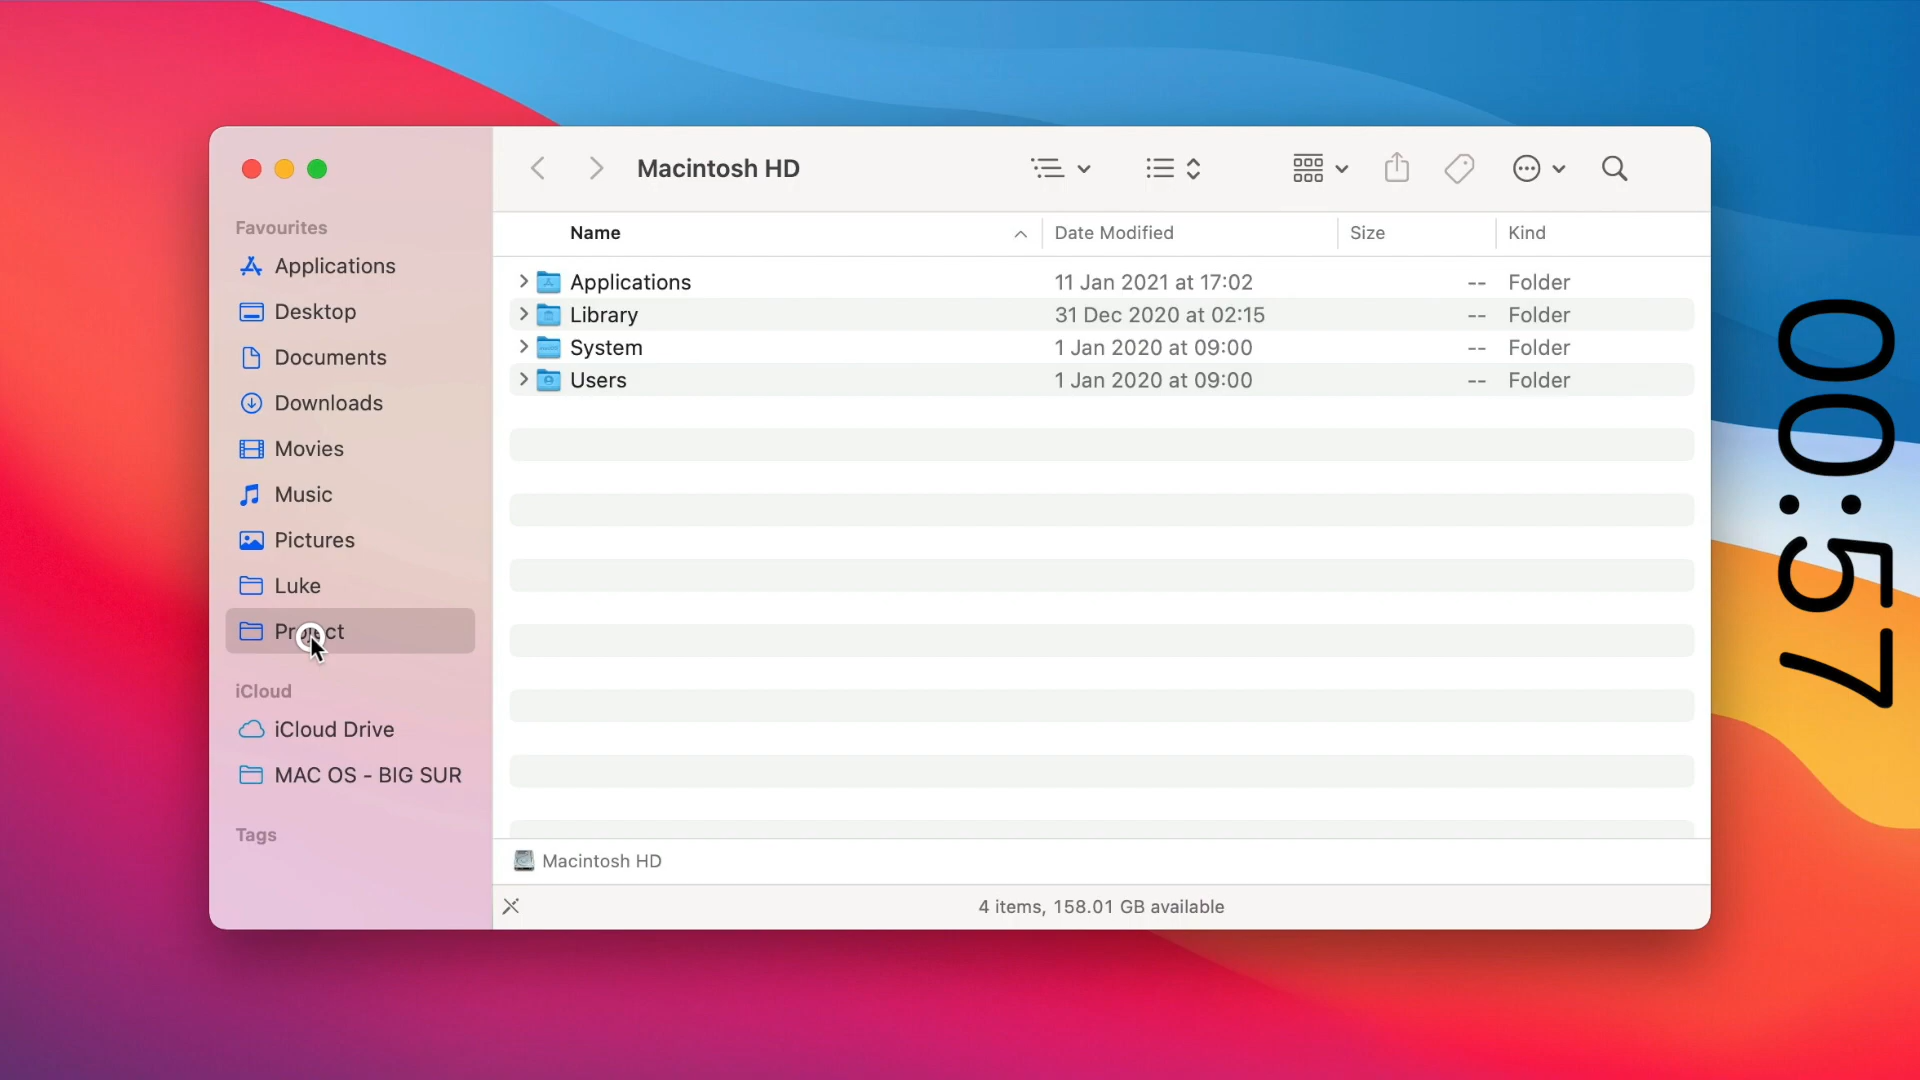 Macintosh HD
Favourites
Applications
Desktop
Documents
Downloads
Movies
Music
Pictures
Luke
Project
iCloud
iCloud Drive
MAC OS - BIG SUR
Tags
Name Date Modified Size Kind
Applications 11 Jan 2021 at 17:02 -- Folder
Library 31 Dec 2020 at 02:15 -- Folder
System 1 Jan 2020 at 09:00 -- Folder
Users 1 Jan 2020 at 09:00 -- Folder
Macintosh HD
4 items, 158.01 GB available
00:57